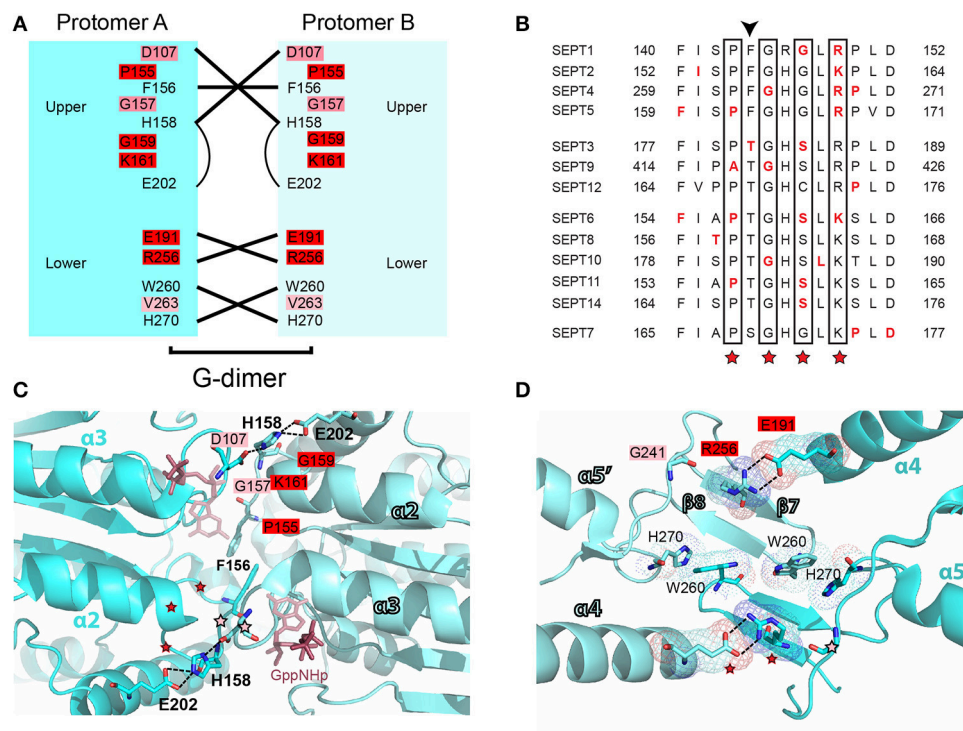 A
Protomer A
Protomer B
D107
P155
F156
G157
H158
G159
K161
E202
E191
R256
W260
V263
H270
Upper
Lower
D107
P155
F156
G157
H158
G159
K161
E202
E191
R256
W260
V263
H270
Upper
Lower
G-dimer
B
SEPT1 140 F I S P F G R G L R P L D 152
SEPT2 152 F I S P F G H G L K P L D 164
SEPT4 259 F I S P F G H G L R P L D 271
SEPT5 159 F I S P F G H G L R P V D 171
SEPT3 177 F I S P T G H S L R P L D 189
SEPT9 414 F I S P A T G H S L R P L D 426
SEPT12 164 F V P P T G H C L R P L D 176
SEPT6 154 F I A P T G H S L K S L D 166
SEPT8 156 F I T P T G H S L K S L D 168
SEPT10 178 F I S P T G H S L K T L D 190
SEPT11 153 F I A P T G H S L K S L D 165
SEPT14 164 F I S P T G H S L K S L D 176
SEPT7 165 F I A P S G H G L K P L D 177
C
α3
D107
H158
E202
G159
K161
G157
α2
P155
F156
α2
α3
H158
E202
GppNHp
D
E191
R256
G241
α4
α5′
β8
β7
H270
W260
W260
H270
α5
α4